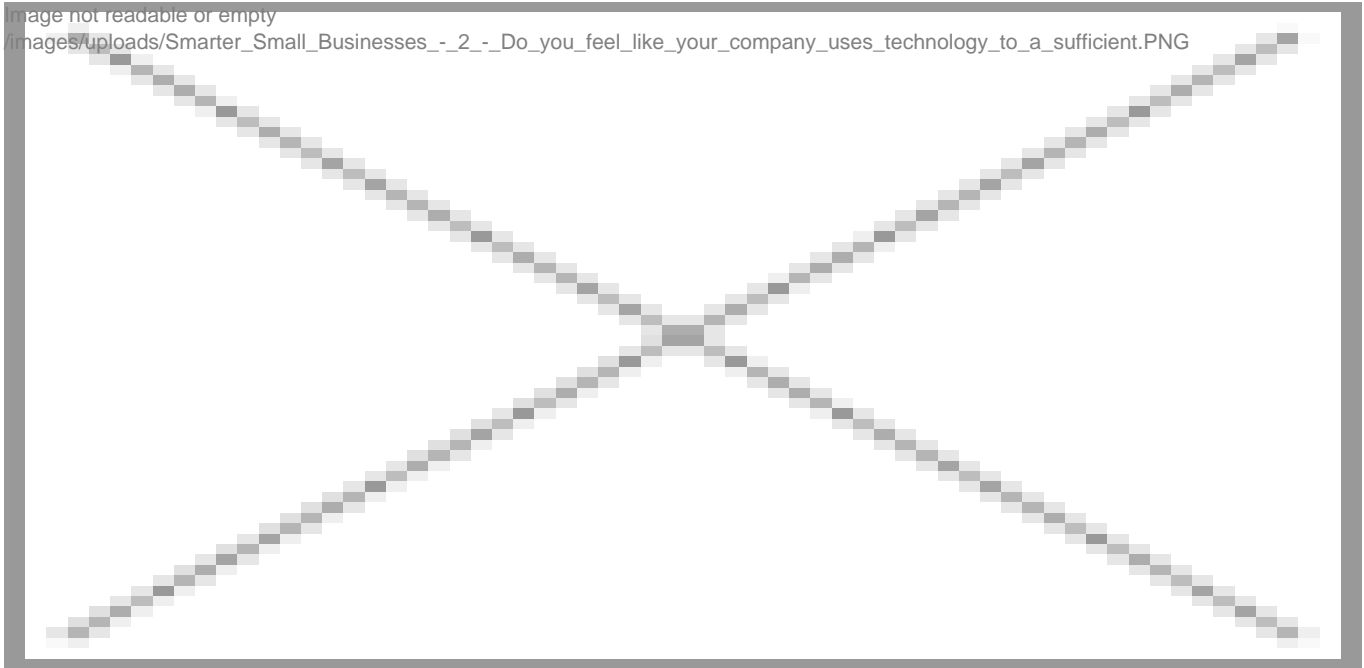 Image not readable or empty
/images/uploads/Smarter_Small_Businesses_-_2_-_Do_you_feel_like_your_company_uses_technology_to_a_sufficient.PNG